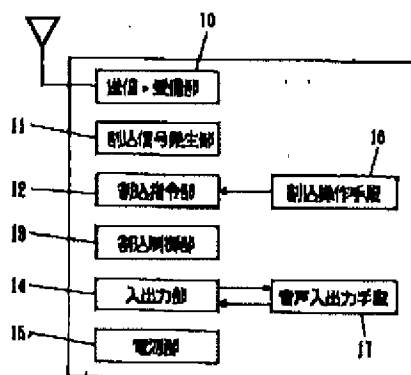 10
送信・受信部
11
割込信号発生部
16
12
割込指令部
割込操作手段
13
割込制御部
14
入出力部
音声入出力手段
15
電源部
17